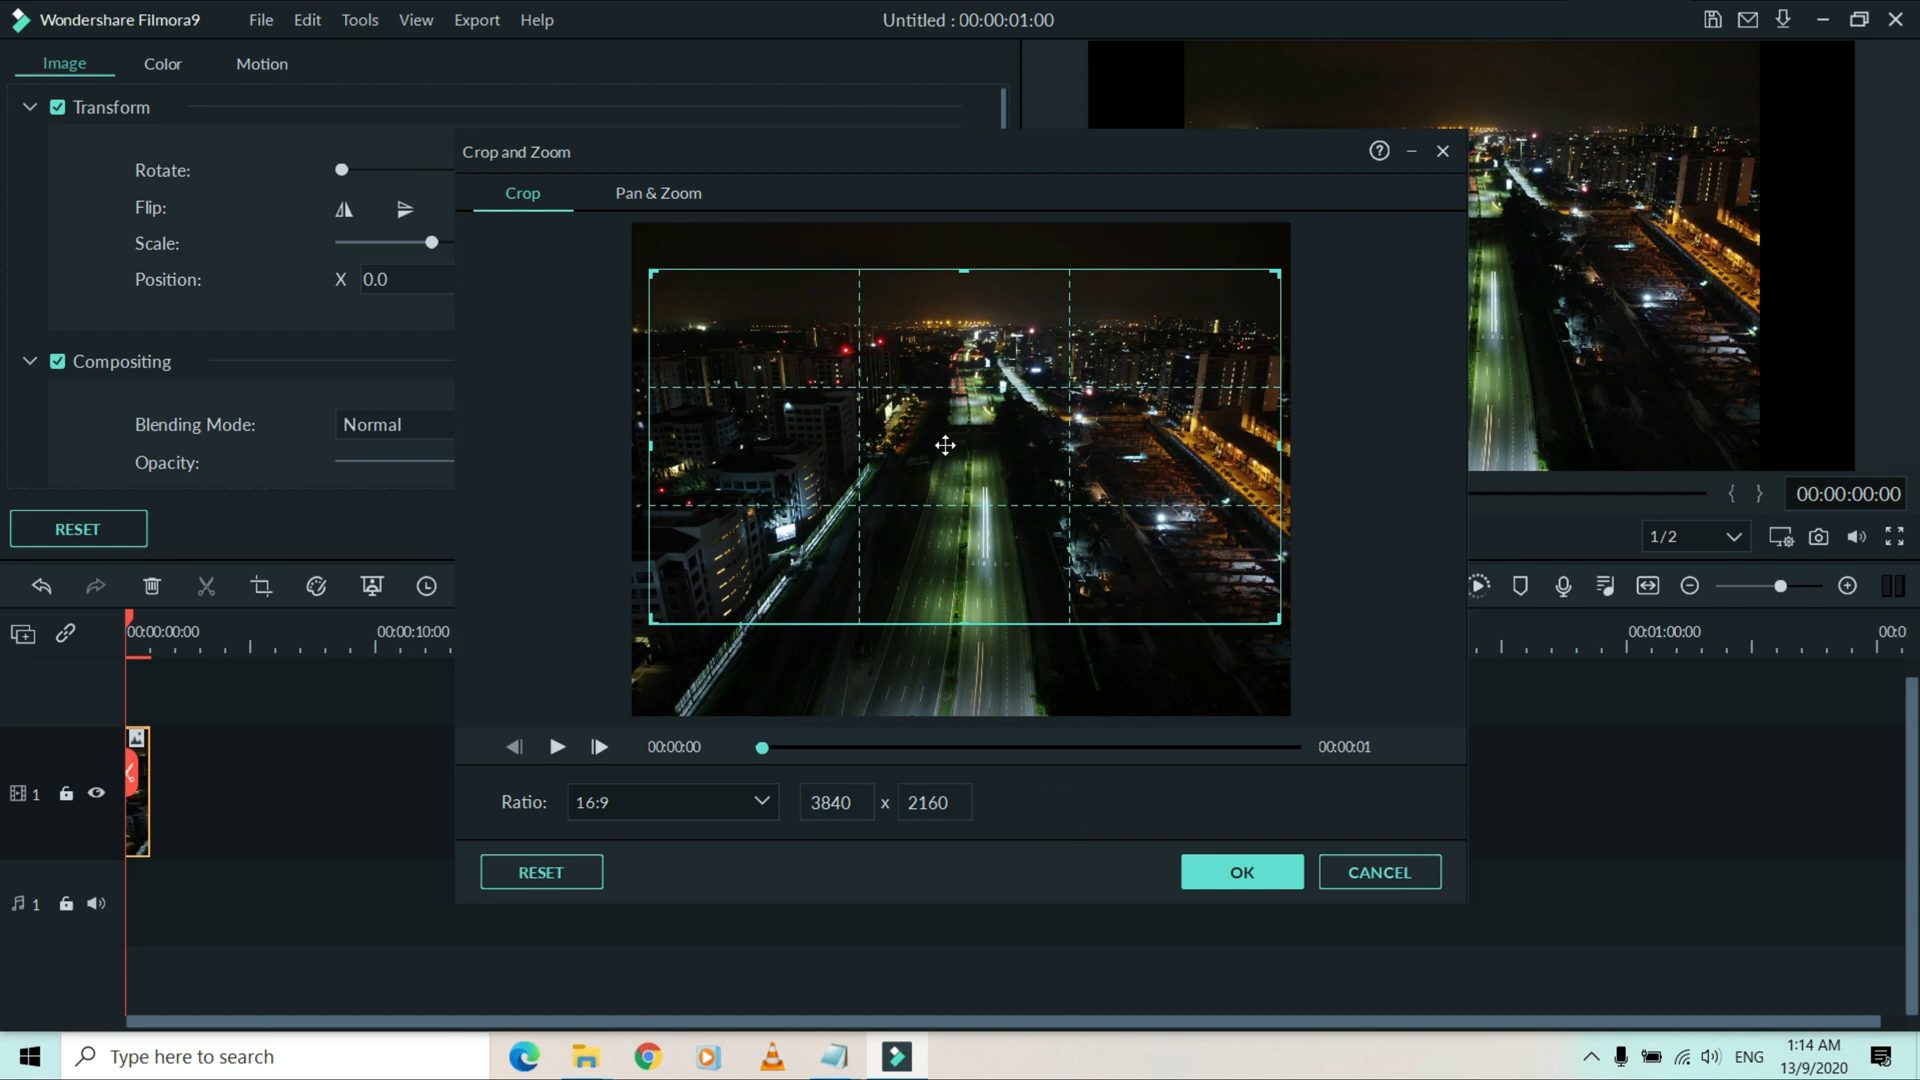 Wondershare Filmora9 File Edit Tools View Export Help Untitled : 00:00:01:00
Image Color Motion
Transform
Rotate:
Flip:
Scale:
Position: X 0.0
Compositing
Blending Mode: Normal
Opacity:
RESET
Crop and Zoom
Crop Pan & Zoom
00:00:00 00:00:01
Ratio: 16:9 3840 x 2160
RESET OK CANCEL
{ } 00:00:00:00
1/2
00:00:00:00 00:00:10:00 00:01:00:00 00:0
1
1
Type here to search
ENG
1:14 AM
13/9/2020